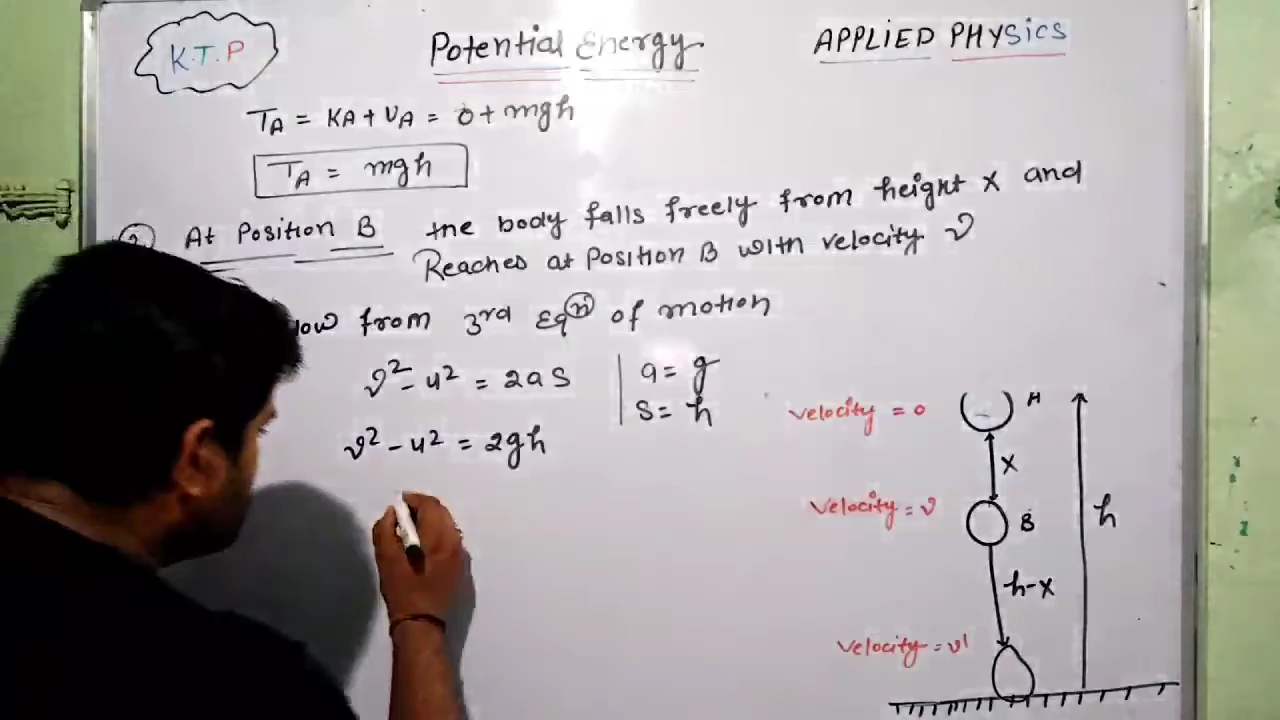 K.T.P
Potential Energy
APPLIED PHYSICS
TA = KA + UA = 0 + mgh
TA = mgh
2 At Position B the body falls freely from height x and
Reaches at Position B with velocity v
from 3rd Eqn of motion
v² - u² = 2as
a = g
s = h
v² - u² = 2gh
velocity = 0
A
x
velocity = v
B
h
h-x
velocity = v'